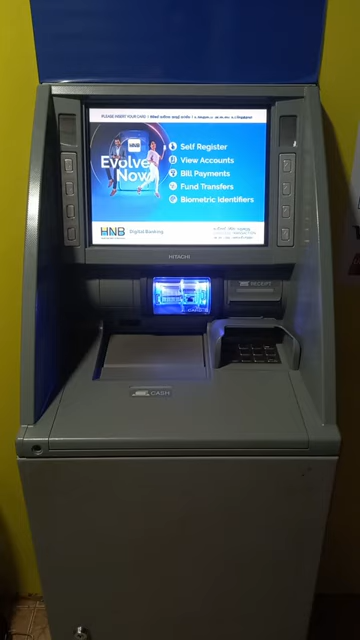 PLEASE INSERT YOUR CARD
HNB
Evolve
Now
Self Register
View Accounts
Bill Payments
Fund Transfers
Biometric Identifiers
HNB
Digital Banking
HITACHI
RECEIPT
CASH